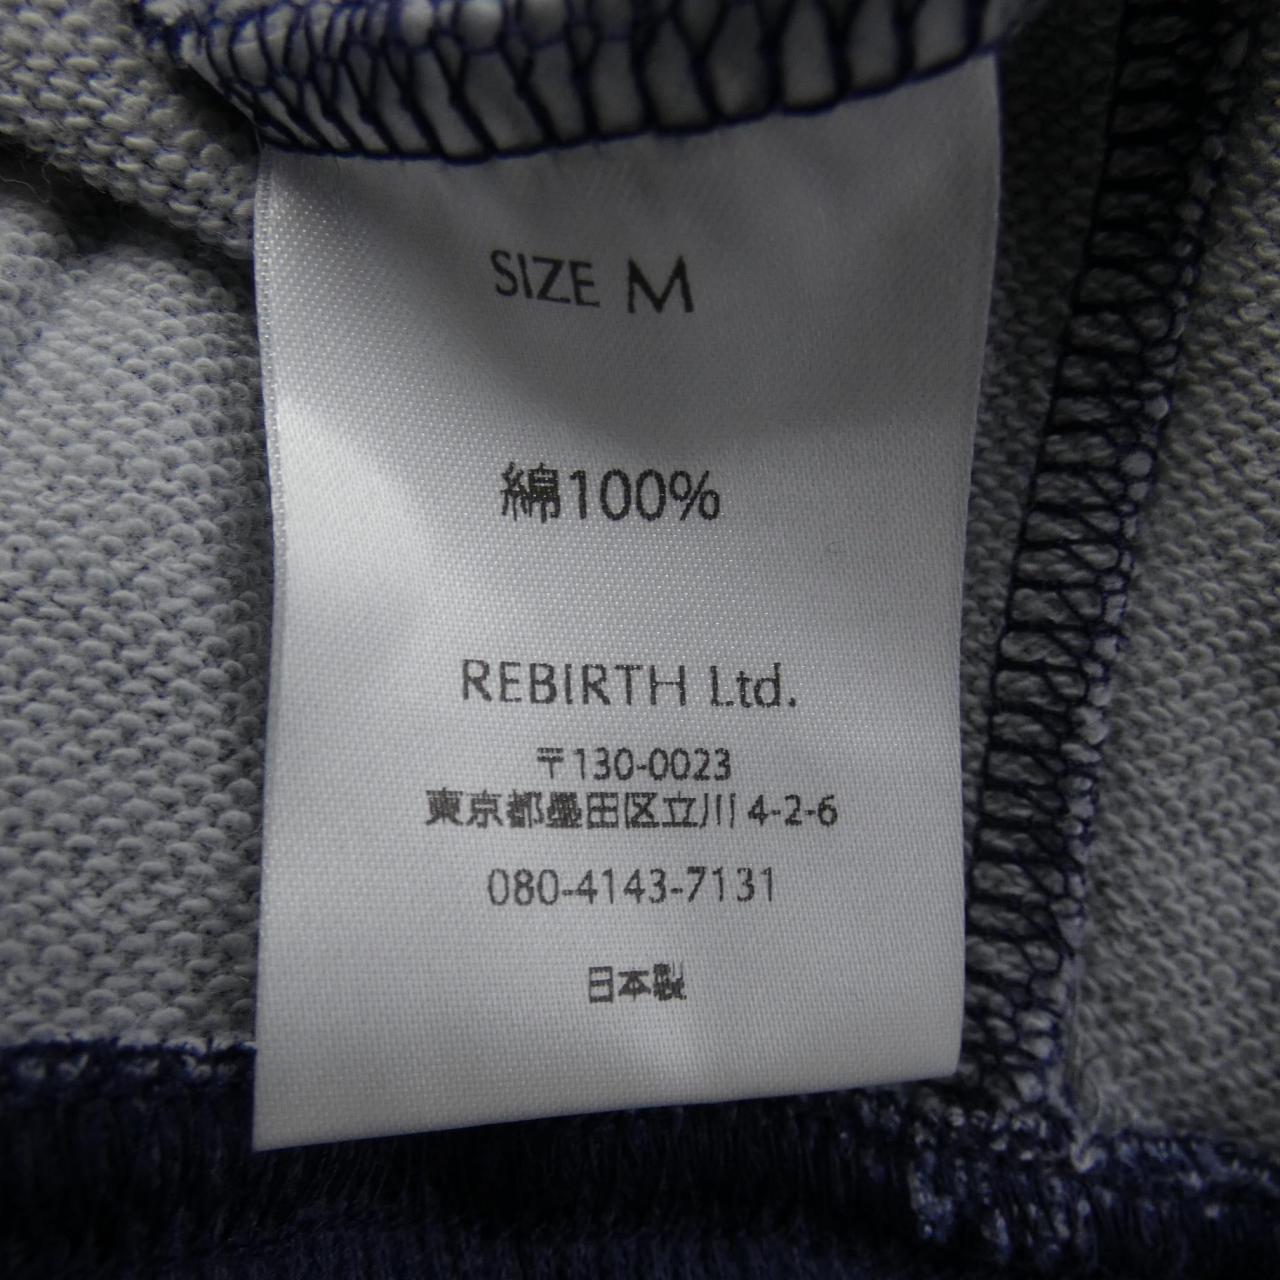 SIZE M
綿100%
REBIRTH Ltd.
〒130-0023
東京都墨田区立川4-2-6
080-4143-7131
日本製